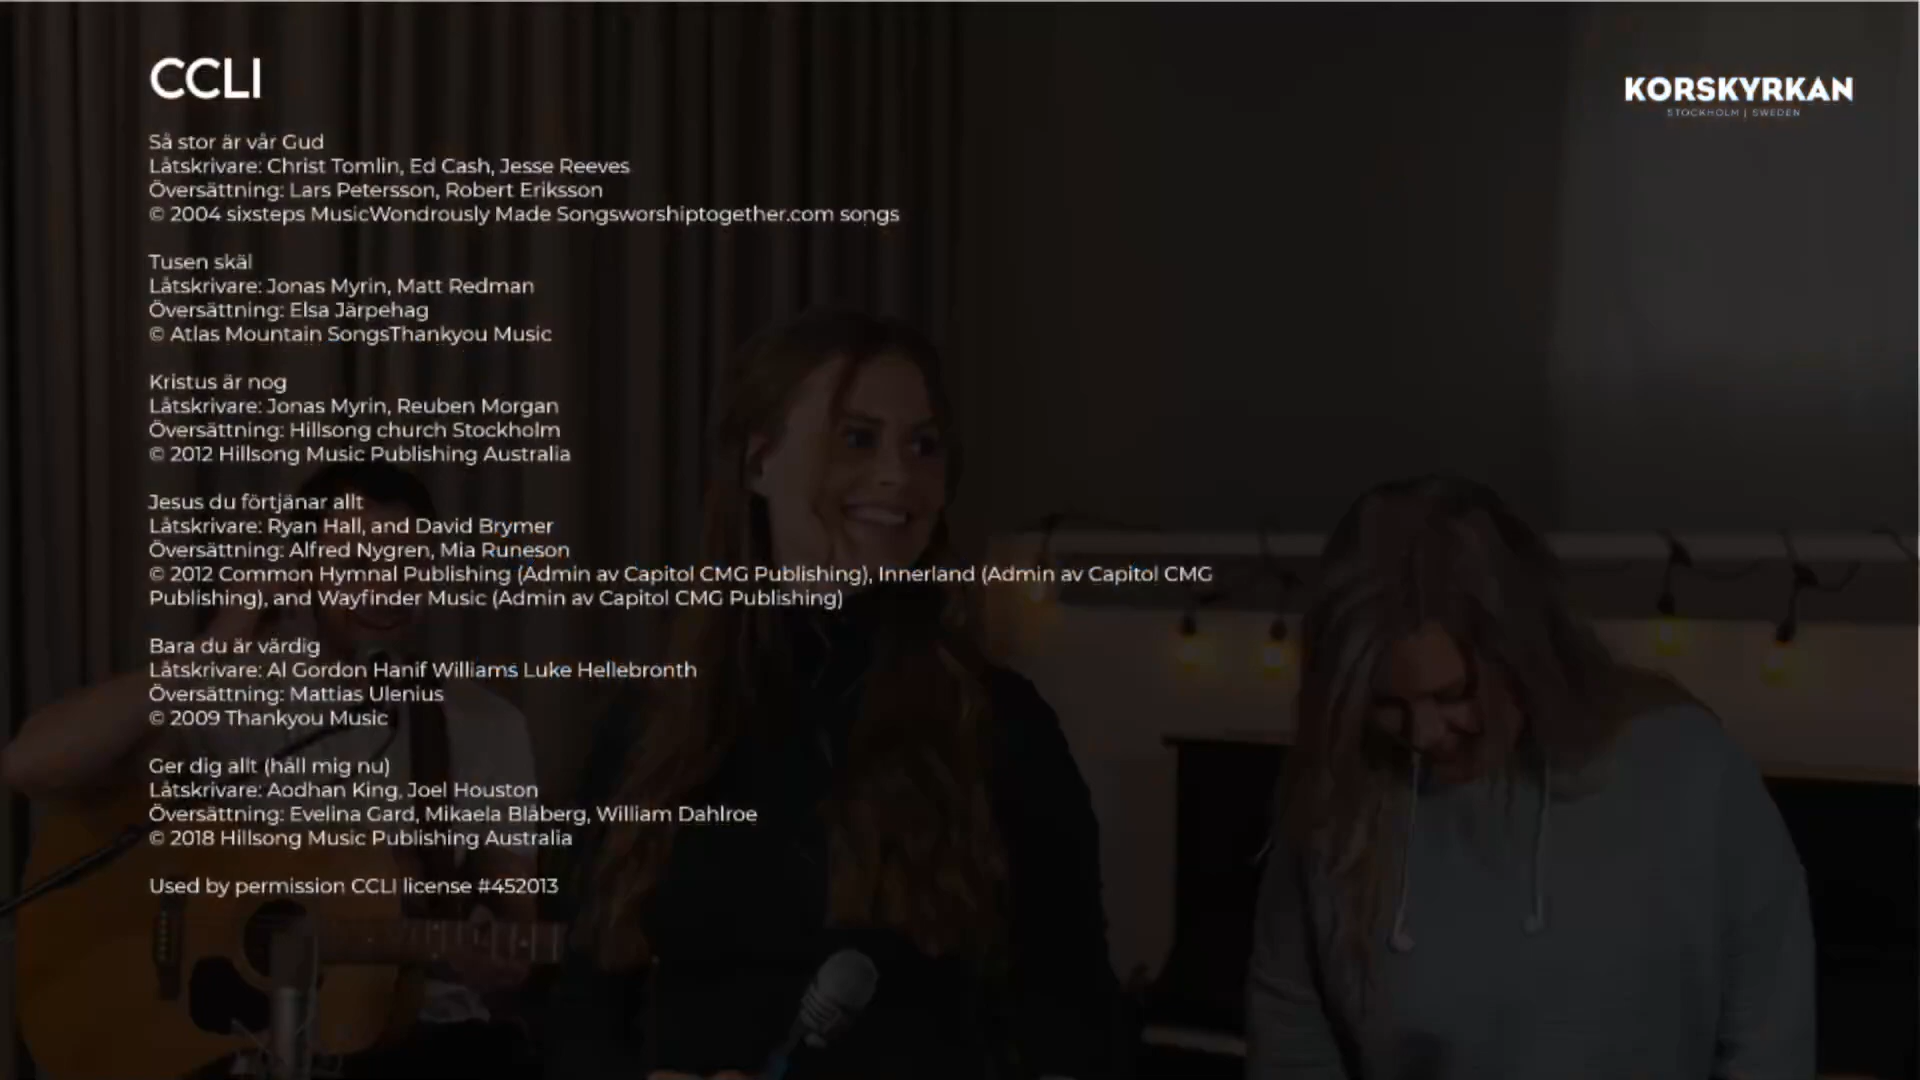 CCLI
KORSKYRKAN
STOCKHOLM | SWEDEN
Så stor är vår Gud
Låtskrivare: Christ Tomlin, Ed Cash, Jesse Reeves
Översättning: Lars Petersson, Robert Eriksson
© 2004 sixsteps MusicWondrously Made Songsworshiptogether.com songs
Tusen skäl
Låtskrivare: Jonas Myrin, Matt Redman
Översättning: Elsa Järpehag
© Atlas Mountain SongsThankyou Music
Kristus är nog
Låtskrivare: Jonas Myrin, Reuben Morgan
Översättning: Hillsong church Stockholm
© 2012 Hillsong Music Publishing Australia
Jesus du förtjänar allt
Låtskrivare: Ryan Hall, and David Brymer
Översättning: Alfred Nygren, Mia Runeson
© 2012 Common Hymnal Publishing (Admin av Capitol CMG Publishing), Innerland (Admin av Capitol CMG
Publishing), and Wayfinder Music (Admin av Capitol CMG Publishing)
Bara du är värdig
Låtskrivare: Al Gordon Hanif Williams Luke Hellebronth
Översättning: Mattias Ulenius
© 2009 Thankyou Music
Ger dig allt (håll mig nu)
Låtskrivare: Aodhan King, Joel Houston
Översättning: Evelina Gard, Mikaela Blåberg, William Dahlroe
© 2018 Hillsong Music Publishing Australia
Used by permission CCLI license #452013